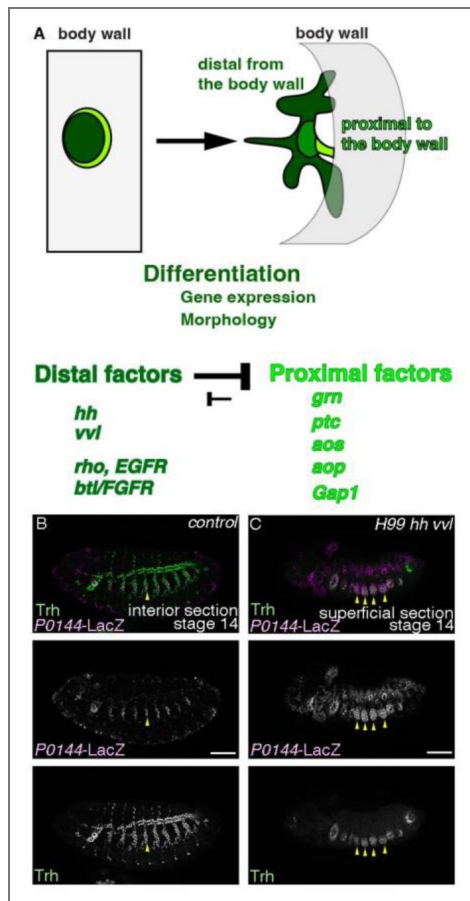 A
body wall
body wall
distal from
the body wall
proximal to
the body wall
Differentiation
Gene expression
Morphology
Distal factors
Proximal factors
hh
vvl
rho, EGFR
btl/FGFR
grn
ptc
aos
aop
Gap1
B
control
Trh
interior section
P0144-LacZ
stage 14
C
H99 hh vvl
Trh
superficial section
P0144-LacZ
stage 14
P0144-LacZ
P0144-LacZ
Trh
Trh